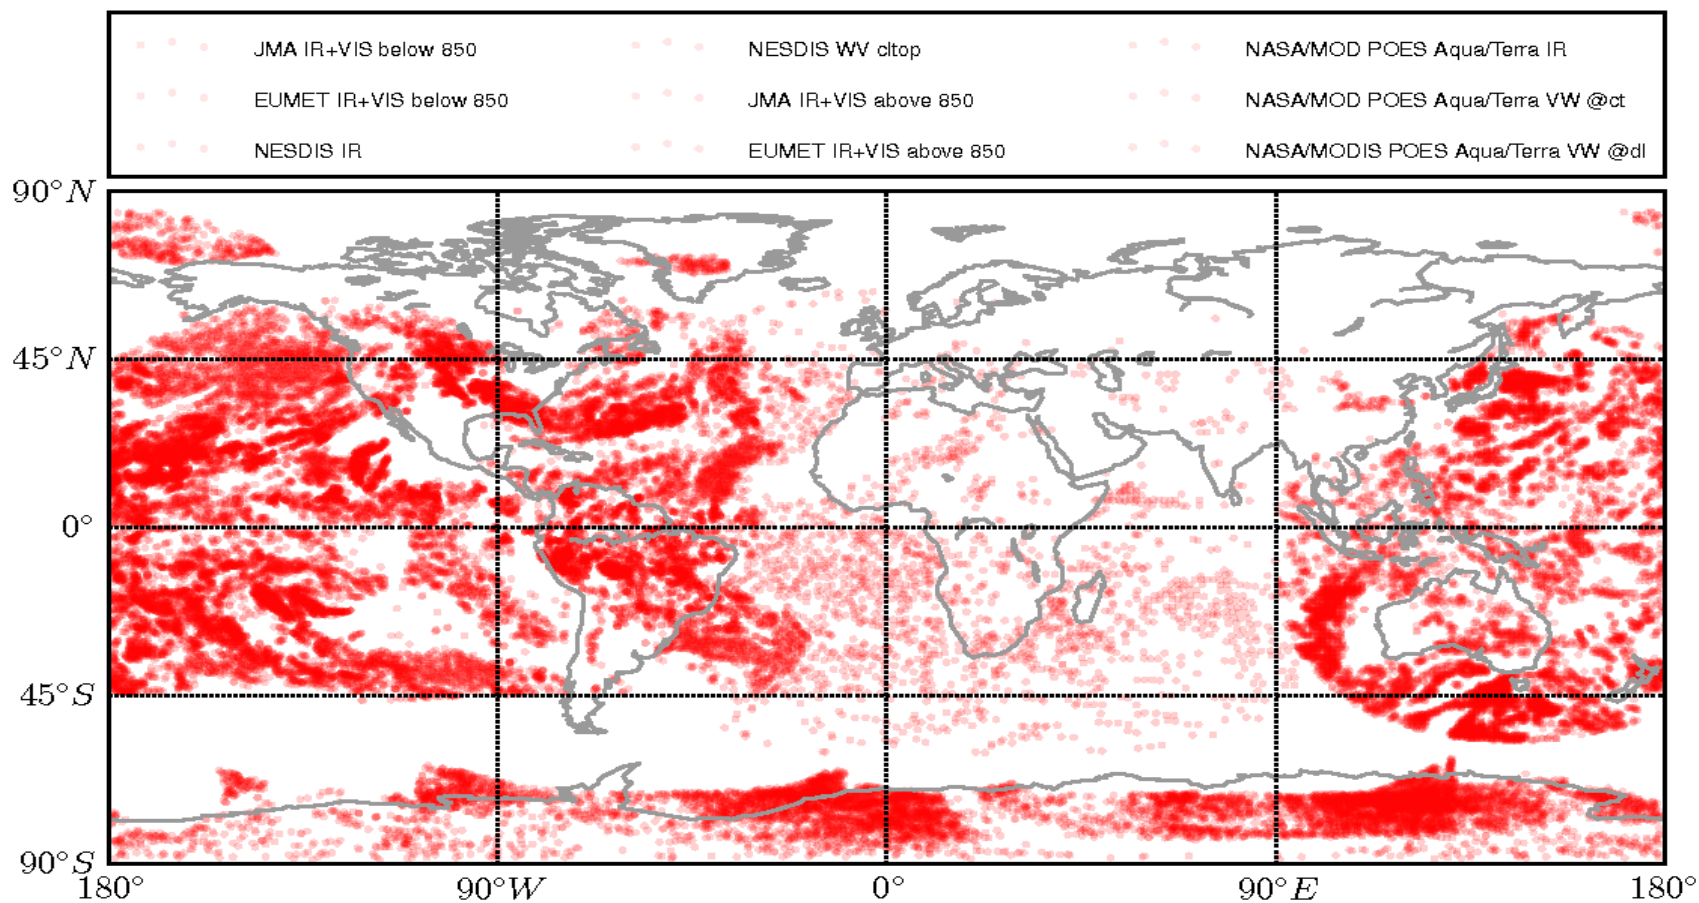 JMA IR+VIS below 850 NESDIS WV cltop NASA/MOD POES Aqua/Terra IR
EUMET IR+VIS below 850 JMA IR+VIS above 850 NASA/MOD POES Aqua/Terra VW @ct
NESDIS IR EUMET IR+VIS above 850 NASA/MODIS POES Aqua/Terra VW @dl
90°N
45°N
0°
45°S
90°S
180° 90°W 0° 90°E 180°